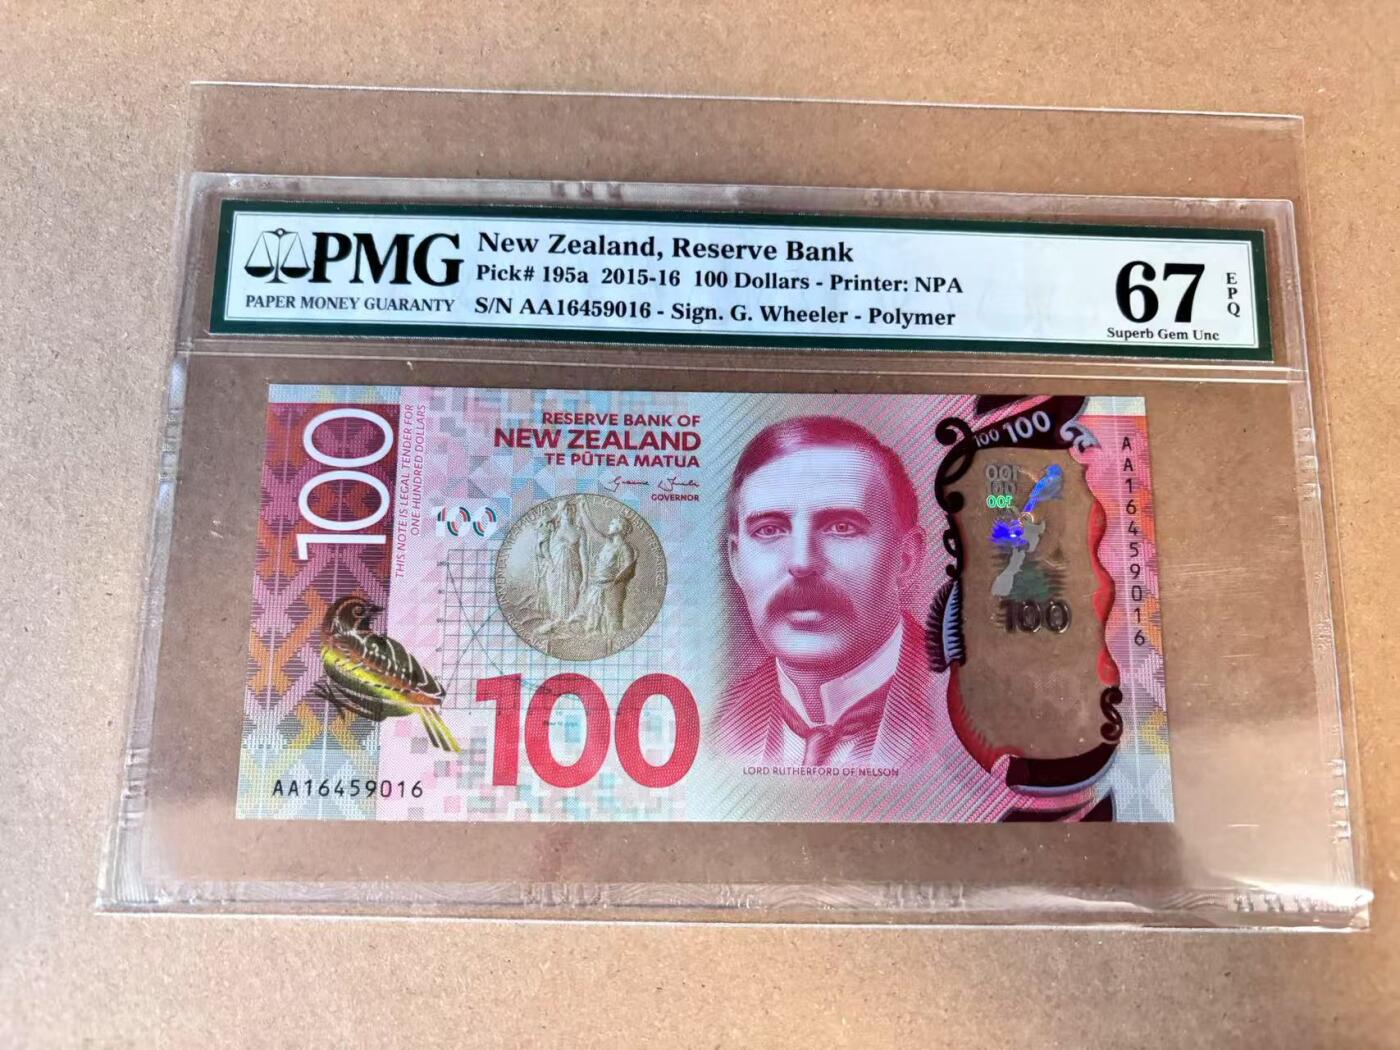 PMG
PAPER MONEY GUARANTY
New Zealand, Reserve Bank
Pick# 195a 2015-16 100 Dollars - Printer: NPA
S/N AA16459016 - Sign. G. Wheeler - Polymer
67
Superb Gem Unc
EPQ
100
THIS NOTE IS LEGAL TENDER FOR
ONE HUNDRED DOLLARS
RESERVE BANK OF
NEW ZEALAND
TE PŪTEA MATUA
GOVERNOR
100
100
LORD RUTHERFORD OF NELSON
AA16459016
100 100
100
100
AA16459016